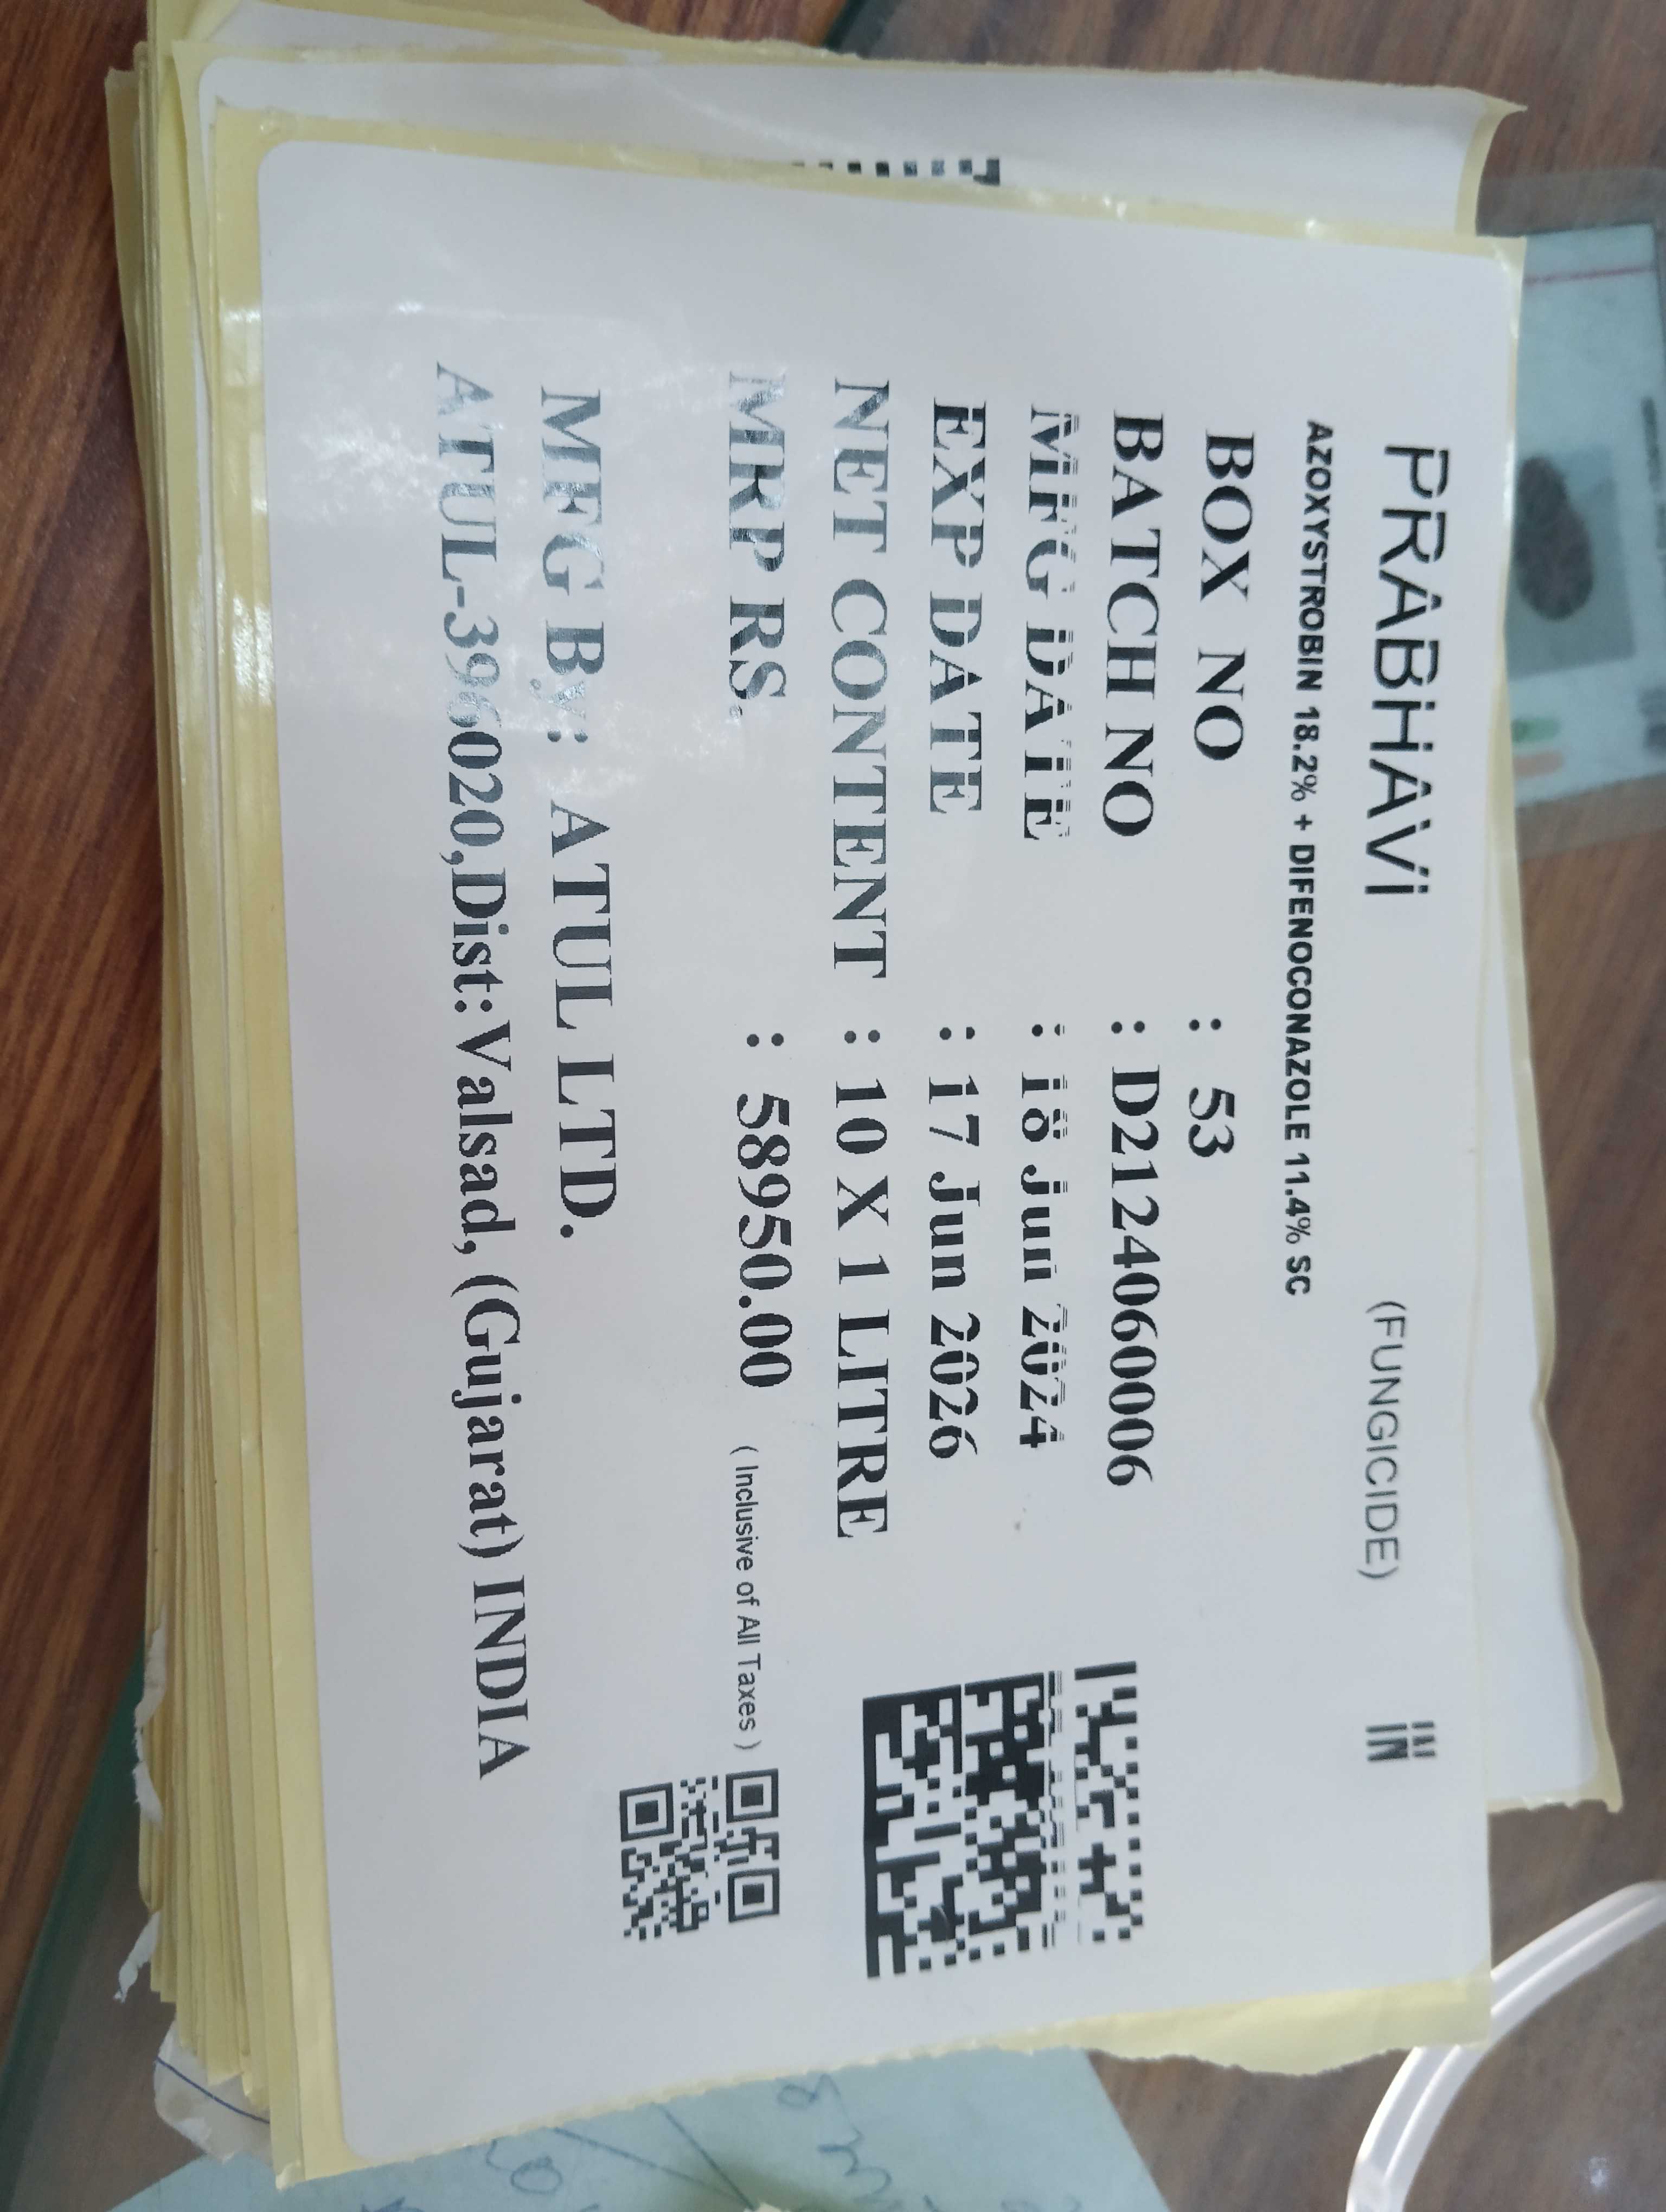 PRABHAVi (FUNGICIDE) IN
AZOXYSTROBIN 18.2% + DIFENOCONAZOLE 11.4% SC
BOX NO : 53
BATCH NO : D2124060006
MFG DATE : 18 Jun 2024
EXP DATE : 17 Jun 2026
NET CONTENT : 10 X 1 LITRE
MRP RS. : 58950.00 ( Inclusive of All Taxes )
MFG By: ATUL LTD.
ATUL-396020,Dist:Valsad, (Gujarat) INDIA